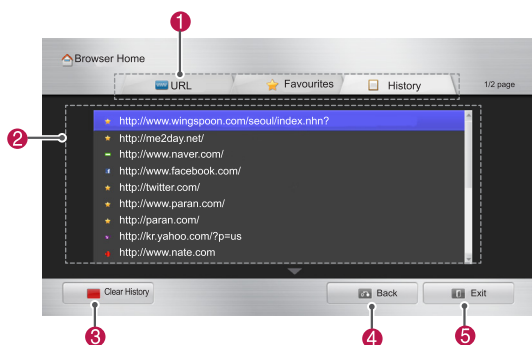 1
Browser Home
URL
Favourites
History
1/2 page
2
http://www.wingspoon.com/seoul/index.nhn?
http://me2day.net/
http://www.naver.com/
http://www.facebook.com/
http://twitter.com/
http://www.paran.com/
http://paran.com/
http://kr.yahoo.com/?p=us
http://www.nate.com
Clear History
Back
Exit
3
4
5